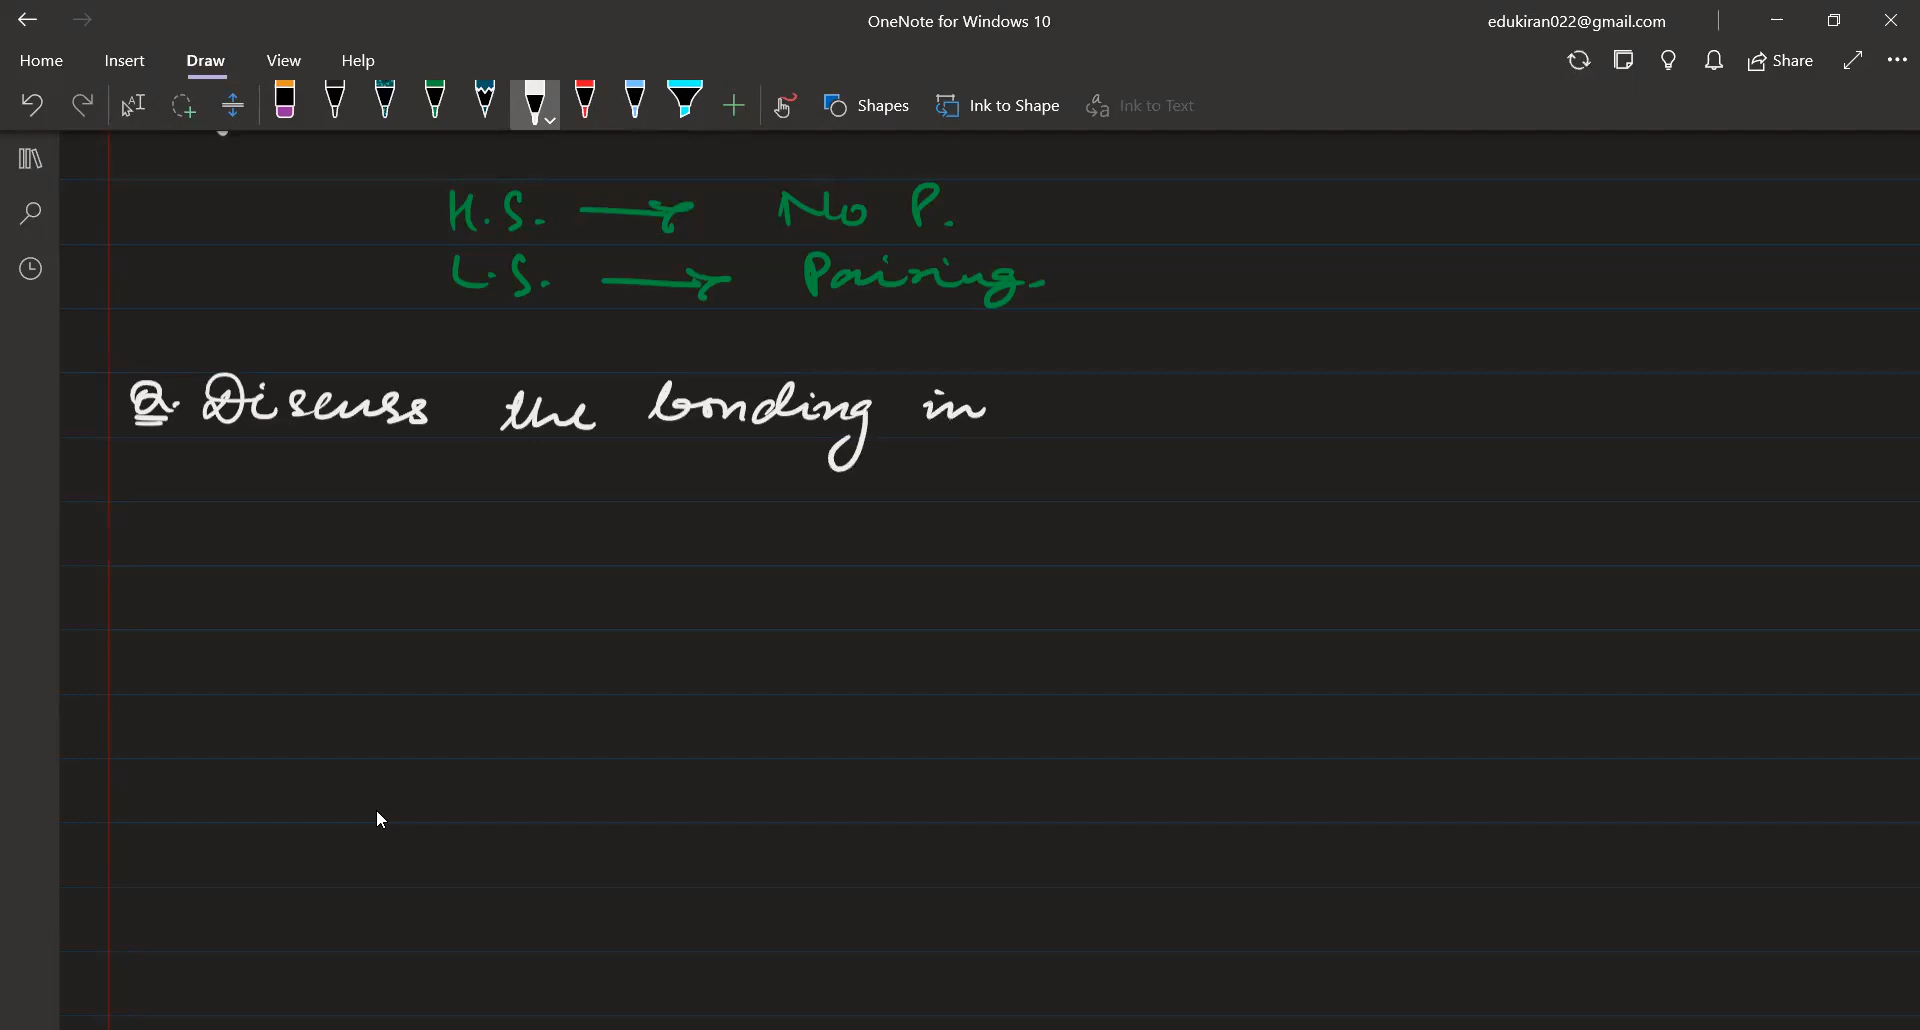 OneNote for Windows 10
edukiran022@gmail.com
Home Insert Draw View Help
Share
Shapes Ink to Shape Ink to Text
H.S. → No P.
L.S. → Pairing.
Q. Discuss the bonding in